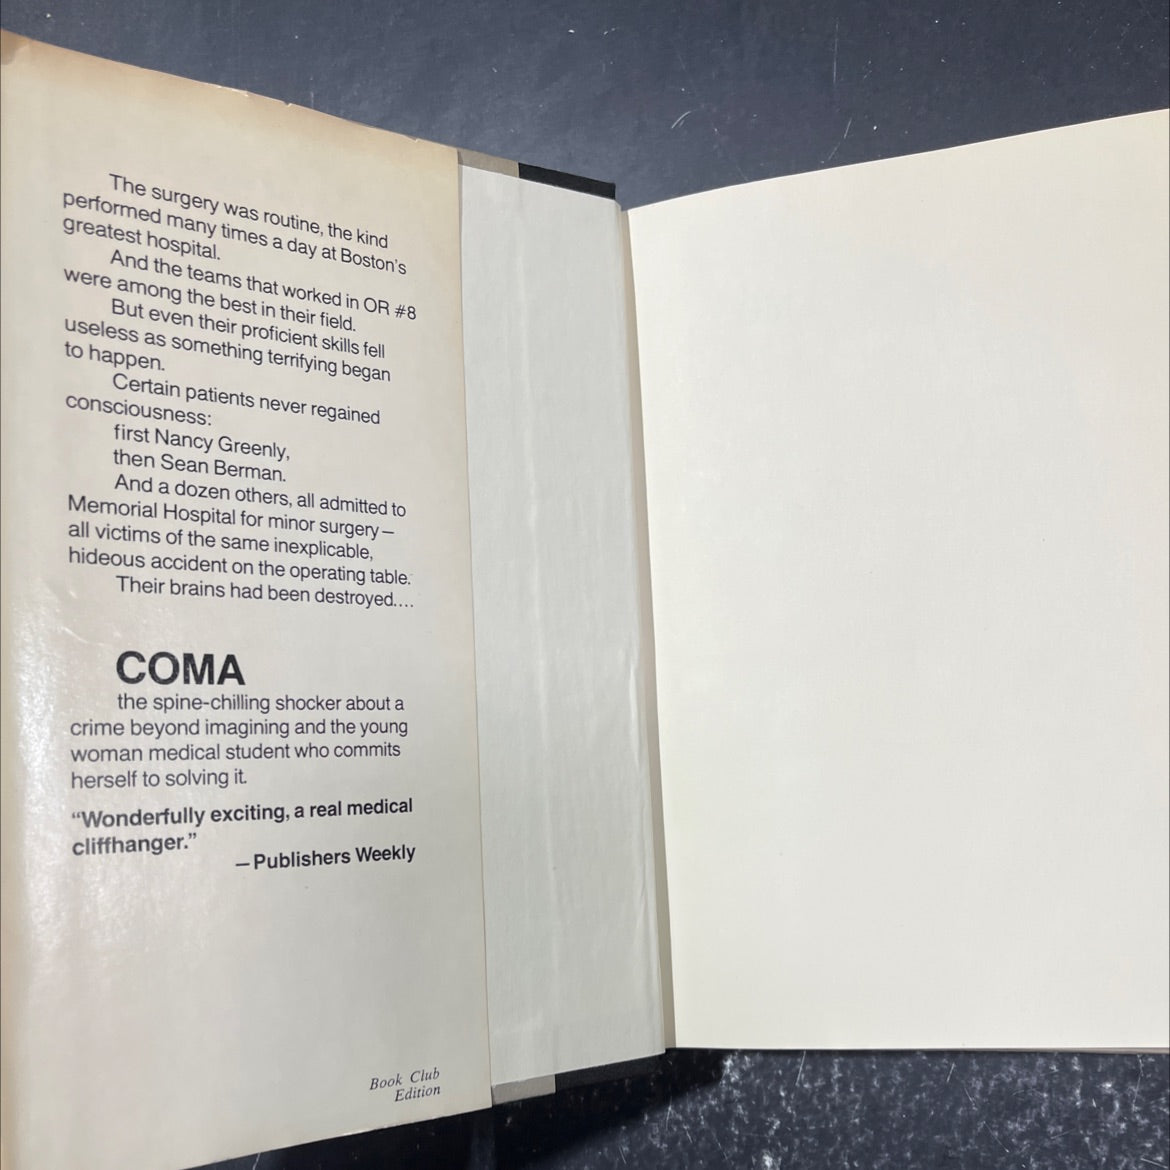 The surgery was routine, the kind
performed many times a day at Boston's
greatest hospital.
And the teams that worked in OR #8
were among the best in their field.
But even their proficient skills fell
useless as something terrifying began
to happen.
Certain patients never regained
consciousness:
first Nancy Greenly,
then Sean Berman.
And a dozen others, all admitted to
Memorial Hospital for minor surgery—
all victims of the same inexplicable,
hideous accident on the operating table.
Their brains had been destroyed....
COMA
the spine-chilling shocker about a
crime beyond imagining and the young
woman medical student who commits
herself to solving it.
“Wonderfully exciting, a real medical
cliffhanger.”
—Publishers Weekly
Book Club
Edition